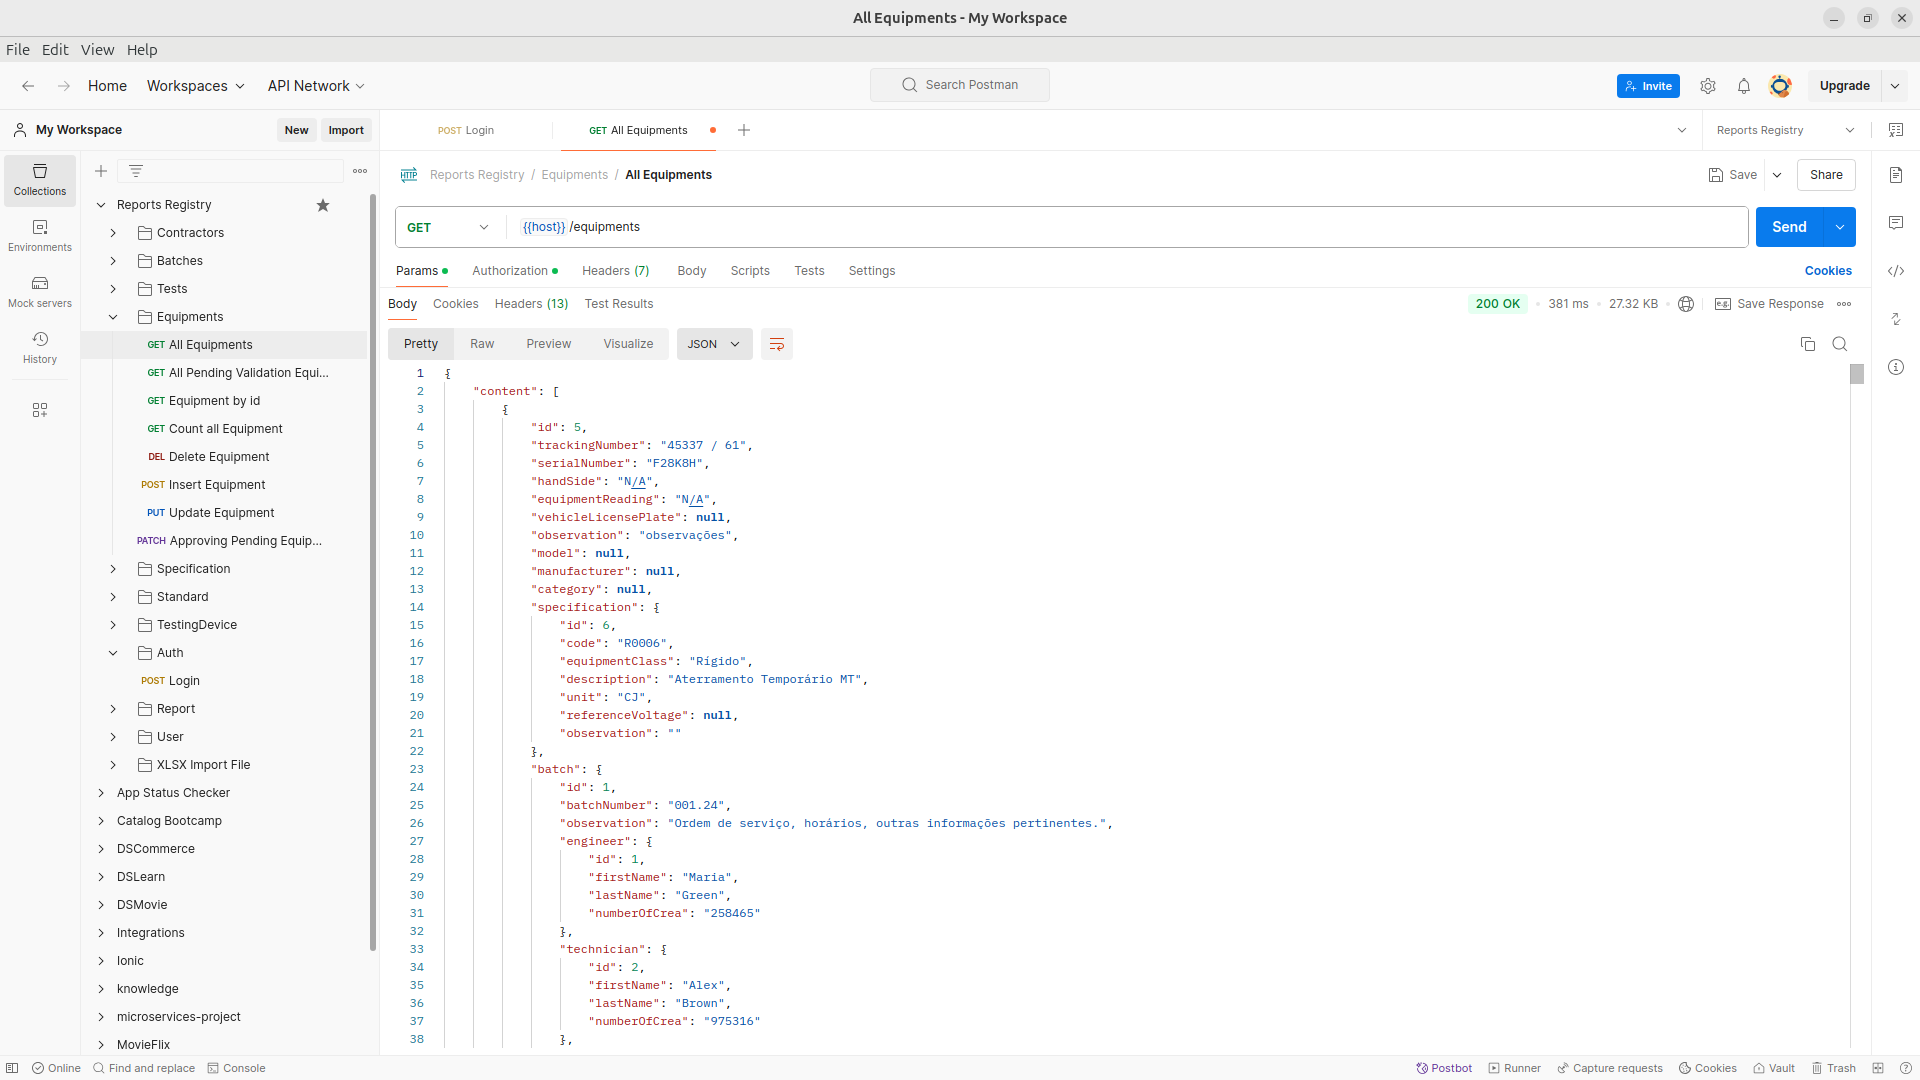 All Equipments - My Workspace
File Edit View Help
Home Workspaces API Network Search Postman Invite Upgrade
My Workspace New Import POST Login GET All Equipments Reports Registry
Reports Registry / Equipments / All Equipments Save Share
GET {{host}} /equipments Send
Params Authorization Headers (7) Body Scripts Tests Settings Cookies
Body Cookies Headers (13) Test Results 200 OK 381 ms 27.32 KB e.g. Save Response
Pretty Raw Preview Visualize JSON
Collections
Environments
Mock servers
History
Reports Registry
Contractors
Batches
Tests
Equipments
GET All Equipments
GET All Pending Validation Equi...
GET Equipment by id
GET Count all Equipment
DEL Delete Equipment
POST Insert Equipment
PUT Update Equipment
PATCH Approving Pending Equip...
Specification
Standard
TestingDevice
Auth
POST Login
Report
User
XLSX Import File
App Status Checker
Catalog Bootcamp
DSCommerce
DSLearn
DSMovie
Integrations
Ionic
knowledge
microservices-project
MovieFlix
1 {
2 "content": [
3 {
4 "id": 5,
5 "trackingNumber": "45337 / 61",
6 "serialNumber": "F28K8H",
7 "handSide": "N/A",
8 "equipmentReading": "N/A",
9 "vehicleLicensePlate": null,
10 "observation": "observações",
11 "model": null,
12 "manufacturer": null,
13 "category": null,
14 "specification": {
15 "id": 6,
16 "code": "R0006",
17 "equipmentClass": "Rígido",
18 "description": "Aterramento Temporário MT",
19 "unit": "CJ",
20 "referenceVoltage": null,
21 "observation": ""
22 },
23 "batch": {
24 "id": 1,
25 "batchNumber": "001.24",
26 "observation": "Ordem de serviço, horários, outras informações pertinentes.",
27 "engineer": {
28 "id": 1,
29 "firstName": "Maria",
30 "lastName": "Green",
31 "numberOfCrea": "258465"
32 },
33 "technician": {
34 "id": 2,
35 "firstName": "Alex",
36 "lastName": "Brown",
37 "numberOfCrea": "975316"
38 },
Online Find and replace Console Postbot Runner Capture requests Cookies Vault Trash